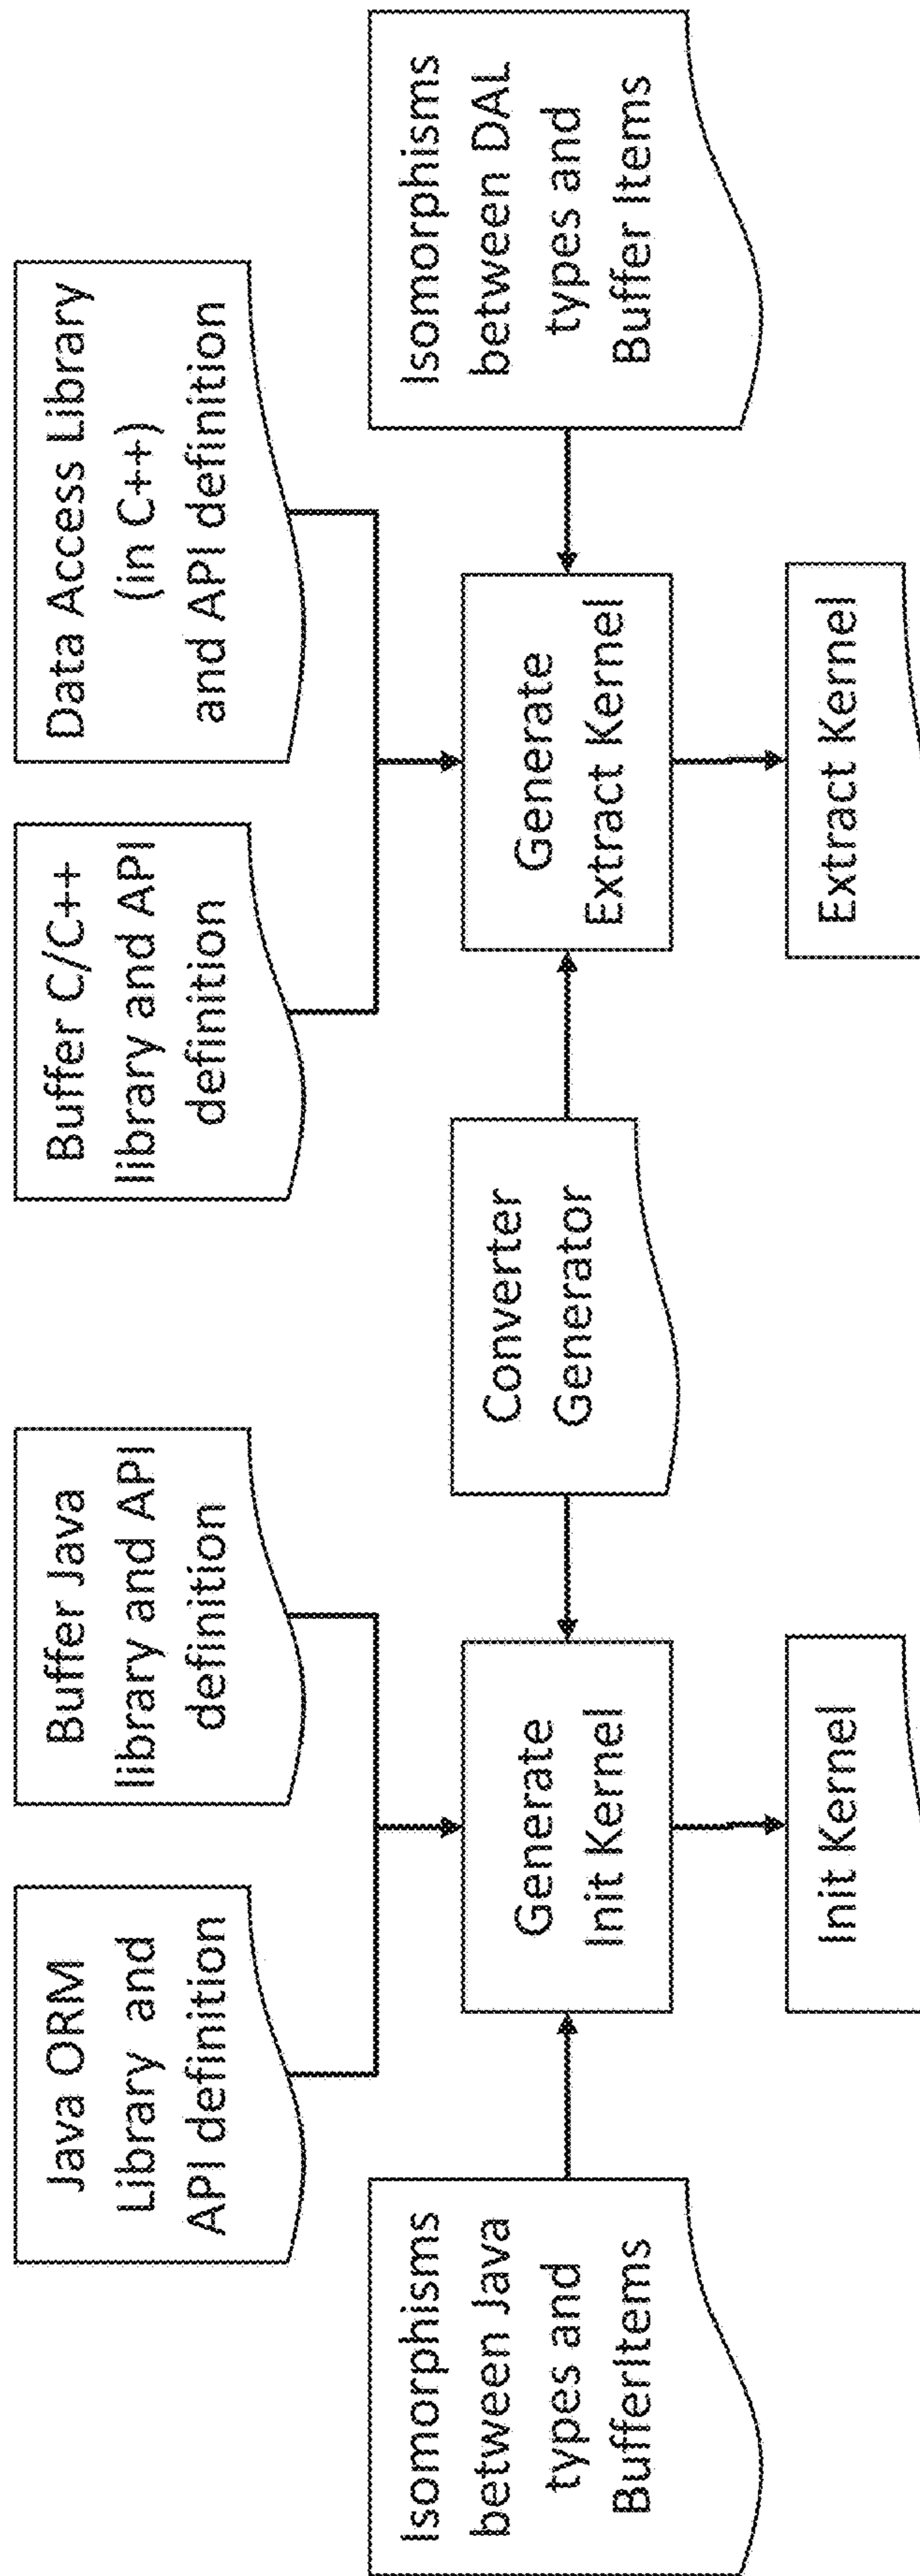 Java ORM
Library and
API definition
Buffer Java
library and API
definition
Buffer C/C++
library and API
definition
Data Access Library
(in C++)
and API definition
Isomorphisms
between Java
types and
BufferItems
Generate
Init Kernel
Converter
Generator
Generate
Extract Kernel
Isomorphisms
between DAL
types and
Buffer Items
Init Kernel
Extract Kernel